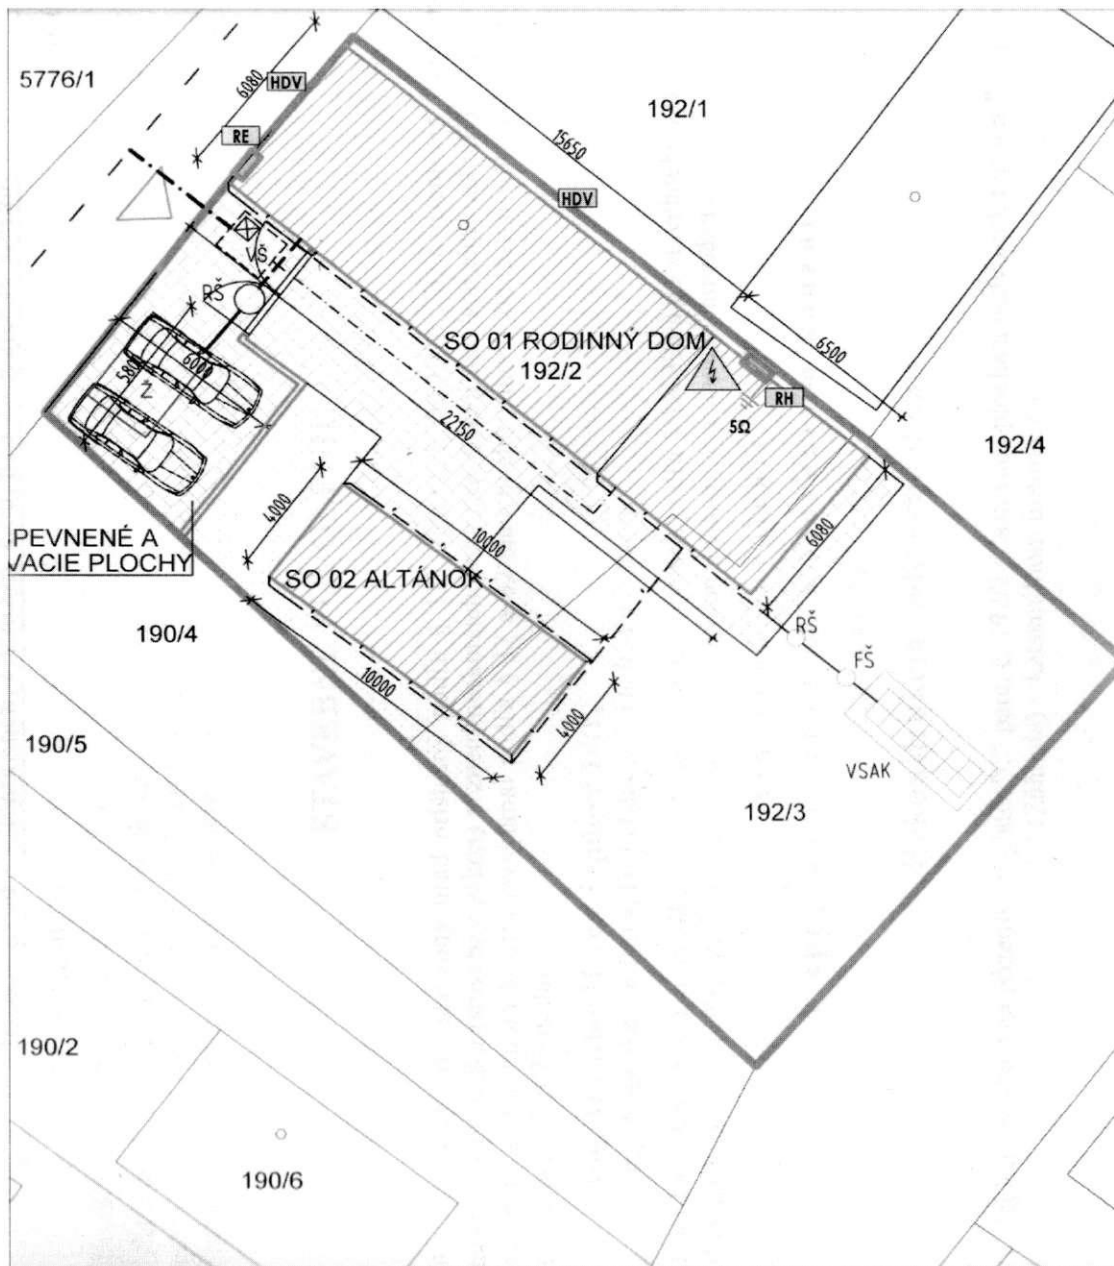 5776/1
6080
HDV
RE
192/1
15650
HDV
VŠ
RŠ
SO 01 RODINNÝ DOM
192/2
6500
RH
5Ω
6000
22150
192/4
4000
10000
6080
PEVNENÉ A
VACIE PLOCHY
SO 02 ALTÁNOK
190/4
RŠ
FŠ
10000
4000
190/5
VSAK
192/3
190/2
190/6